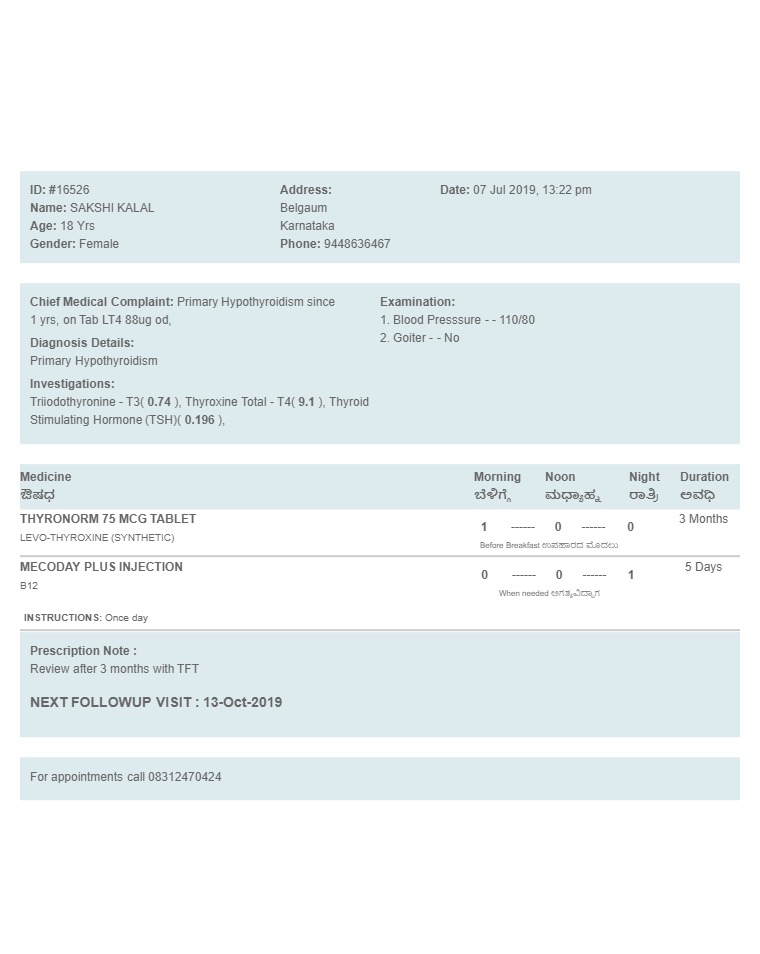 ID: #16526
Name: SAKSHI KALAL
Age: 18 Yrs
Gender: Female
Address:
Belgaum
Karnataka
Phone: 9448636467
Date: 07 Jul 2019, 13:22 pm
Chief Medical Complaint: Primary Hypothyroidism since
1 yrs, on Tab LT4 88ug od,
Diagnosis Details:
Primary Hypothyroidism
Investigations:
Triiodothyronine - T3( 0.74 ), Thyroxine Total - T4( 9.1 ), Thyroid
Stimulating Hormone (TSH)( 0.196 ),
Examination:
1. Blood Presssure - - 110/80
2. Goiter - - No
Medicine Morning Noon Night Duration
ಔಷಧ ಬೆಳಿಗ್ಗೆ ಮಧ್ಯಾಹ್ನ ರಾತ್ರಿ ಅವಧಿ
THYRONORM 75 MCG TABLET 1 ------ 0 ------ 0 3 Months
LEVO-THYROXINE (SYNTHETIC) Before Breakfast ಉಪಹಾರದ ಮೊದಲು
MECODAY PLUS INJECTION 0 ------ 0 ------ 1 5 Days
B12 When needed ಅಗತ್ಯವಿದ್ದಾಗ
INSTRUCTIONS: Once day
Prescription Note :
Review after 3 months with TFT
NEXT FOLLOWUP VISIT : 13-Oct-2019
For appointments call 08312470424